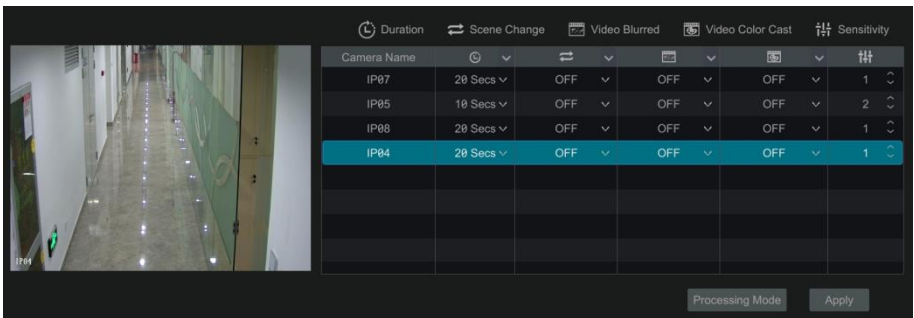 Duration Scene Change Video Blurred Video Color Cast Sensitivity
Camera Name
IP07 20 Secs OFF OFF OFF 1
IP05 10 Secs OFF OFF OFF 2
IP08 20 Secs OFF OFF OFF 1
IP04 20 Secs OFF OFF OFF 1
IP04
Processing Mode Apply